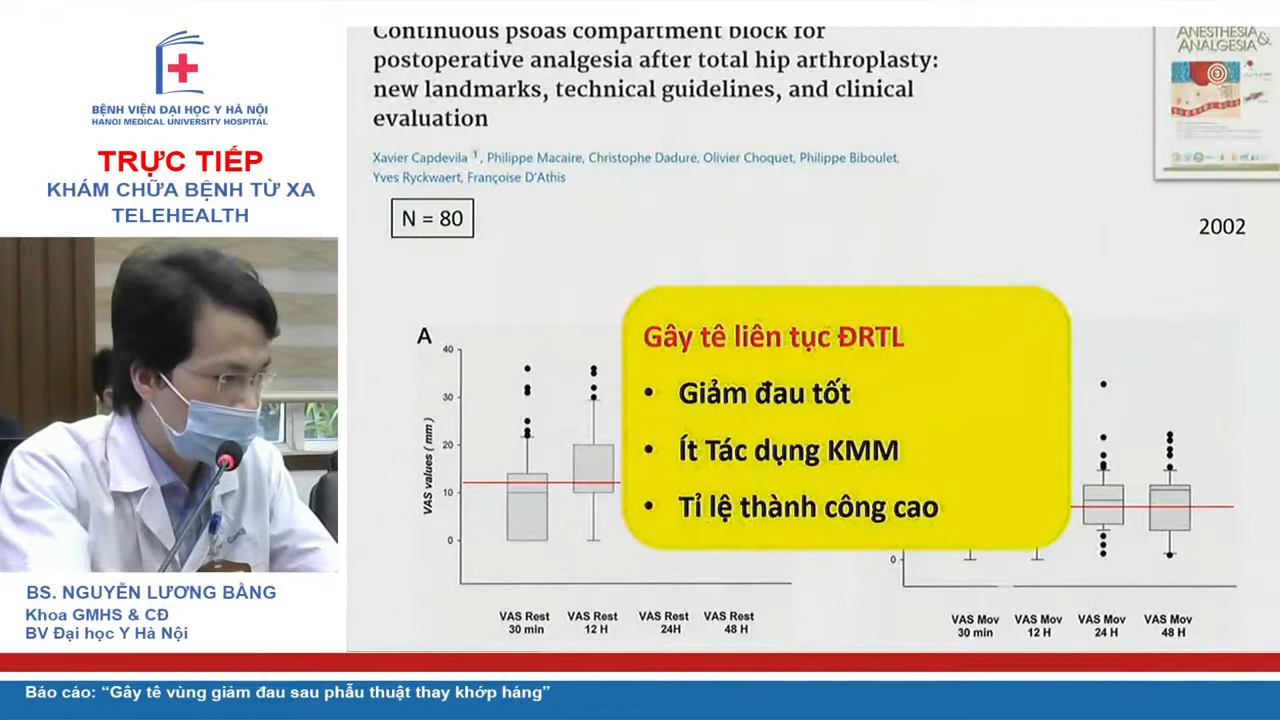 BỆNH VIỆN ĐẠI HỌC Y HÀ NỘI
HANOI MEDICAL UNIVERSITY HOSPITAL
TRỰC TIẾP
KHÁM CHỮA BỆNH TỪ XA
TELEHEALTH
Continuous psoas compartment block for
postoperative analgesia after total hip arthroplasty:
new landmarks, technical guidelines, and clinical
evaluation
Xavier Capdevila 1, Philippe Macaire, Christophe Dadure, Olivier Choquet, Philippe Biboulet,
Yves Ryckwaert, Françoise D'Athis
ANESTHESIA &
ANALGESIA
N = 80
2002
Gây tê liên tục ĐRTL
• Giảm đau tốt
• Ít Tác dụng KMM
• Tỉ lệ thành công cao
A
VAS values ( mm )
40
30
20
10
0
VAS Rest 30 min
VAS Rest 12 H
VAS Rest 24H
VAS Rest 48 H
0
VAS Mov 30 min
VAS Mov 12 H
VAS Mov 24 H
VAS Mov 48 H
BS. NGUYỄN LƯƠNG BẰNG
Khoa GMHS & CĐ
BV Đại học Y Hà Nội
Báo cáo: “Gây tê vùng giảm đau sau phẫu thuật thay khớp háng”